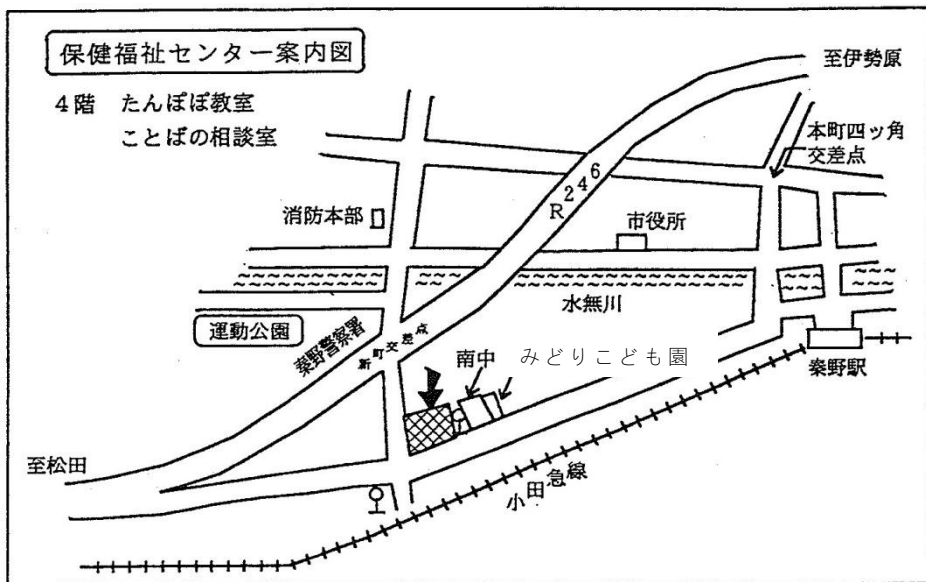 保健福祉センター案内図
4階 たんぽぽ教室
ことばの相談室
至伊勢原
本町四ッ角
交差点
R246
消防本部
市役所
水無川
運動公園
秦野警察署
新町交差点
南中
みどりこども園
秦野駅
至松田
小田急線